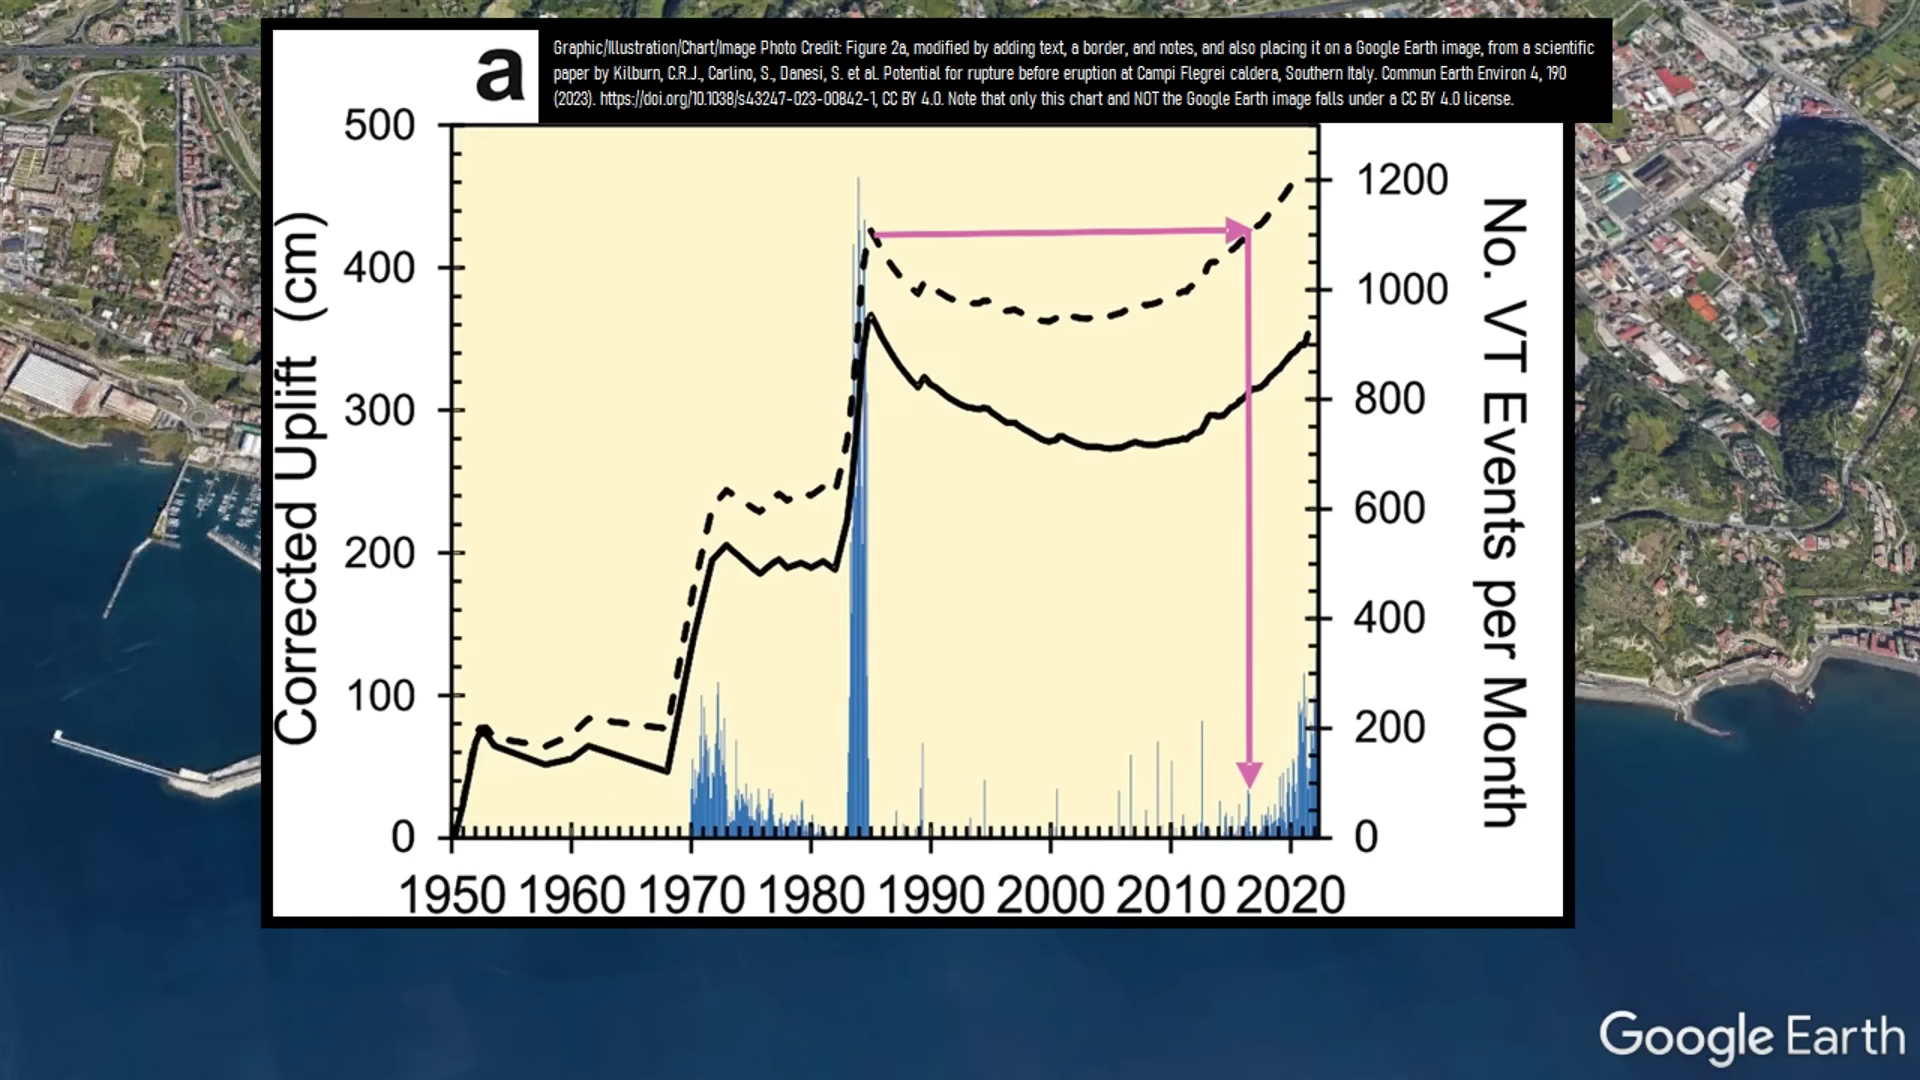 a
Graphic/Illustration/Chart/Image Photo Credit: Figure 2a, modified by adding text, a border, and notes, and also placing it on a Google Earth image, from a scientific
paper by Kilburn, C.R.J., Carlino, S., Danesi, S. et al. Potential for rupture before eruption at Campi Flegrei caldera, Southern Italy. Commun Earth Environ 4, 190
(2023). https://doi.org/10.1038/s43247-023-00842-1, CC BY 4.0. Note that only this chart and NOT the Google Earth image falls under a CC BY 4.0 license.
Corrected Uplift (cm)
500
400
300
200
100
0
1200
1000
800
600
400
200
0
No. VT Events per Month
1950 1960 1970 1980 1990 2000 2010 2020
Google Earth